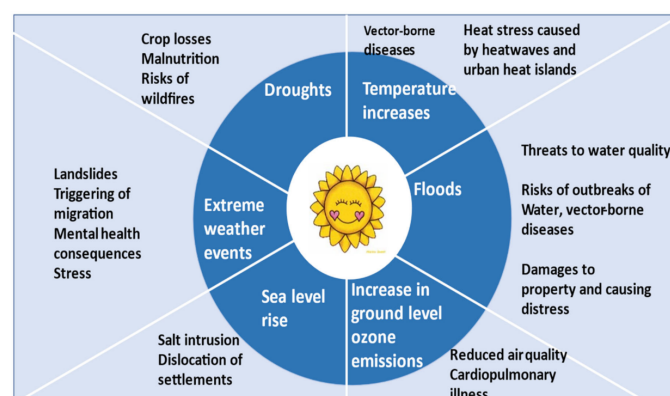 Vector-borne
diseases
Heat stress caused
by heatwaves and
urban heat islands
Crop losses
Malnutrition
Risks of
wildfires
Droughts
Temperature
increases
Threats to water quality
Risks of outbreaks of
Water, vector-borne
diseases
Damages to
property and causing
distress
Floods
Landslides
Triggering of
migration
Mental health
consequences
Stress
Extreme
weather
events
Sea level
rise
Increase in
ground level
ozone
emissions
Salt intrusion
Dislocation of
settlements
Reduced air quality
Cardiopulmonary
illness